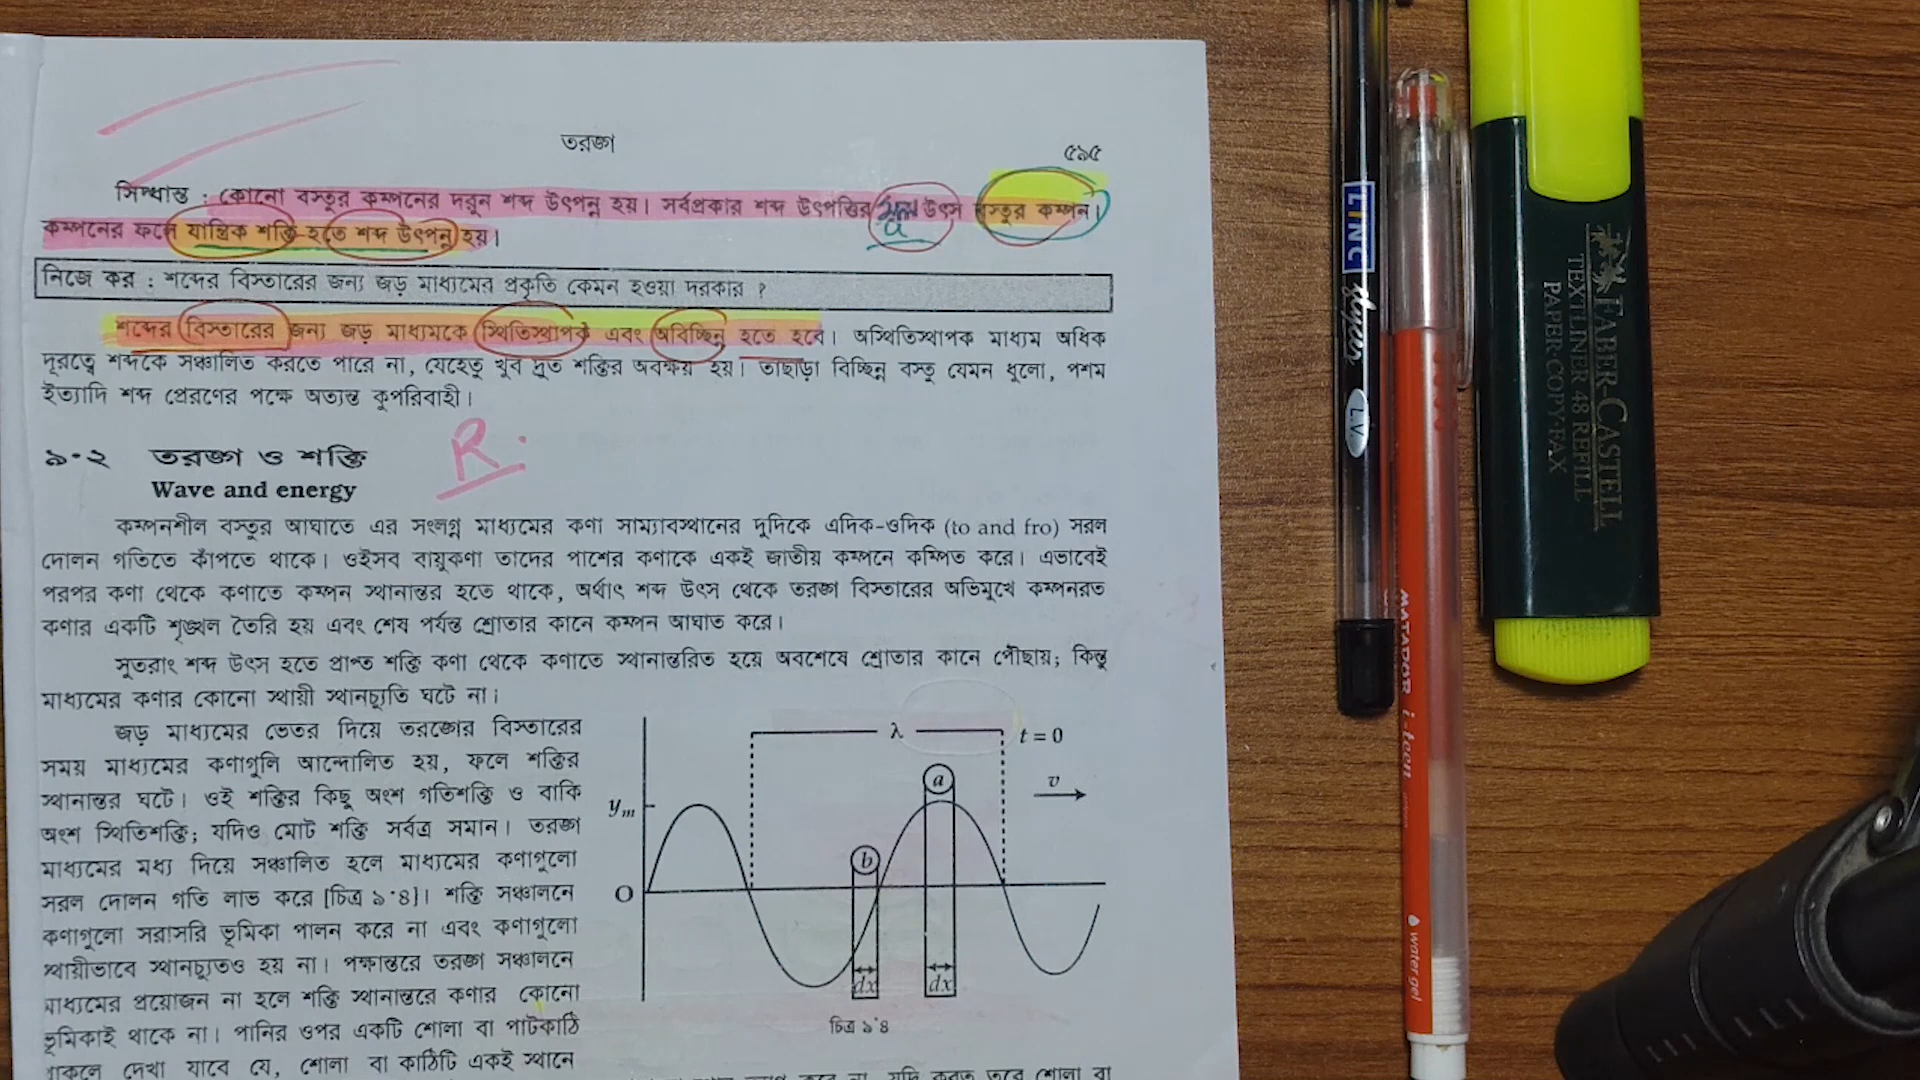 তরঙ্গ
৫৯৫
সিদ্ধান্ত : কোনো বস্তুর কম্পনের দরুন শব্দ উৎপন্ন হয়। সর্বপ্রকার শব্দ উৎপত্তির মূল উৎস বস্তুর কম্পন।
কম্পনের ফলে যান্ত্রিক শক্তি হতে শব্দ উৎপন্ন হয়।
নিজে কর : শব্দের বিস্তারের জন্য জড় মাধ্যমের প্রকৃতি কেমন হওয়া দরকার ?
শব্দের বিস্তারের জন্য জড় মাধ্যমকে স্থিতিস্থাপক এবং অবিচ্ছিন্ন হতে হবে। অস্থিতিস্থাপক মাধ্যম অধিক
দূরত্বে শব্দকে সঞ্চালিত করতে পারে না, যেহেতু খুব দ্রুত শক্তির অবক্ষয় হয়। তাছাড়া বিচ্ছিন্ন বস্তু যেমন ধুলো, পশম
ইত্যাদি শব্দ প্রেরণের পক্ষে অত্যন্ত কুপরিবাহী।
R
৯·২ তরঙ্গ ও শক্তি
Wave and energy
কম্পনশীল বস্তুর আঘাতে এর সংলগ্ন মাধ্যমের কণা সাম্যাবস্থানের দুদিকে এদিক-ওদিক (to and fro) সরল
দোলন গতিতে কাঁপতে থাকে। ওইসব বায়ুকণা তাদের পাশের কণাকে একই জাতীয় কম্পনে কম্পিত করে। এভাবেই
পরপর কণা থেকে কণাতে কম্পন স্থানান্তর হতে থাকে, অর্থাৎ শব্দ উৎস থেকে তরঙ্গ বিস্তারের অভিমুখে কম্পনরত
কণার একটি শৃঙ্খল তৈরি হয় এবং শেষ পর্যন্ত শ্রোতার কানে কম্পন আঘাত করে।
সুতরাং শব্দ উৎস হতে প্রাপ্ত শক্তি কণা থেকে কণাতে স্থানান্তরিত হয়ে অবশেষে শ্রোতার কানে পৌঁছায়; কিন্তু
মাধ্যমের কণার কোনো স্থায়ী স্থানচ্যুতি ঘটে না।
জড় মাধ্যমের ভেতর দিয়ে তরঙ্গের বিস্তারের
সময় মাধ্যমের কণাগুলি আন্দোলিত হয়, ফলে শক্তির
স্থানান্তর ঘটে। ওই শক্তির কিছু অংশ গতিশক্তি ও বাকি
অংশ স্থিতিশক্তি; যদিও মোট শক্তি সর্বত্র সমান। তরঙ্গ
মাধ্যমের মধ্য দিয়ে সঞ্চালিত হলে মাধ্যমের কণাগুলো
সরল দোলন গতি লাভ করে [চিত্র ৯·৪]। শক্তি সঞ্চালনে
কণাগুলো সরাসরি ভূমিকা পালন করে না এবং কণাগুলো
স্থায়ীভাবে স্থানচ্যুতও হয় না। পক্ষান্তরে তরঙ্গ সঞ্চালনে
মাধ্যমের প্রয়োজন না হলে শক্তি স্থানান্তরে কণার কোনো
ভূমিকাই থাকে না। পানির ওপর একটি শোলা বা পাটকাঠি
থাকলে দেখা যাবে যে, শোলা বা কাঠিটি একই স্থানে
λ
t = 0
v
a
b
yₘ
O
dx
dx
চিত্র ৯·৪
LINC
glycer
L.V.
MATADOR i-teen
water gel
FABER-CASTELL
TEXTLINER 48 REFILL
PAPER·COPY·FAX